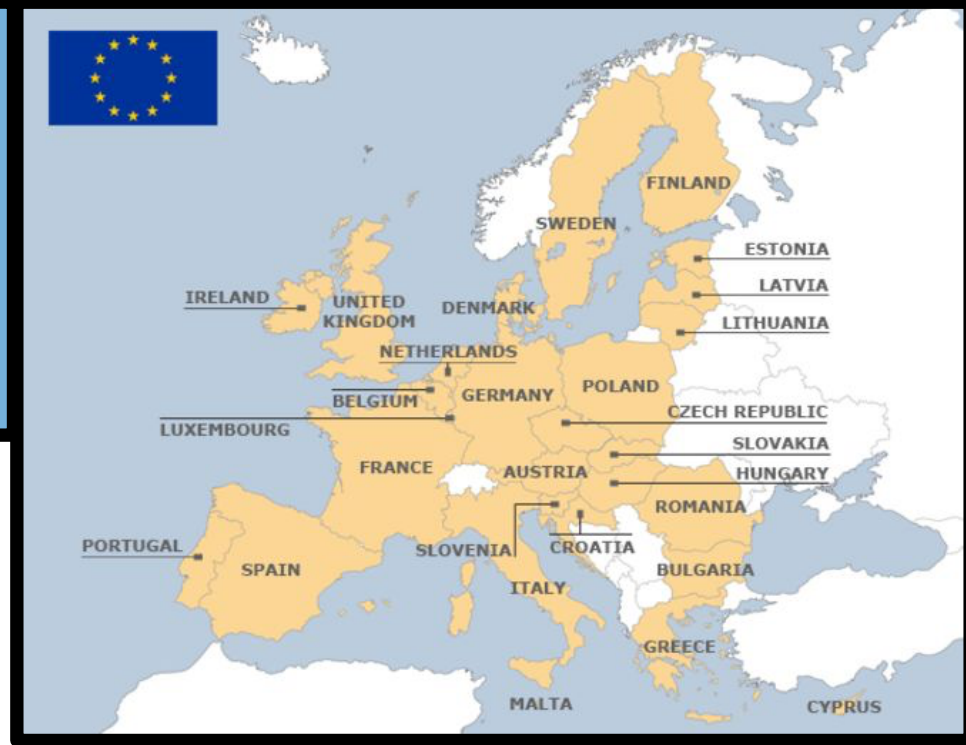 FINLAND
SWEDEN
ESTONIA
LATVIA
IRELAND
UNITED
KINGDOM
DENMARK
LITHUANIA
NETHERLANDS
BELGIUM
GERMANY
POLAND
CZECH REPUBLIC
LUXEMBOURG
SLOVAKIA
FRANCE
AUSTRIA
HUNGARY
ROMANIA
PORTUGAL
SLOVENIA
CROATIA
SPAIN
ITALY
BULGARIA
GREECE
MALTA
CYPRUS